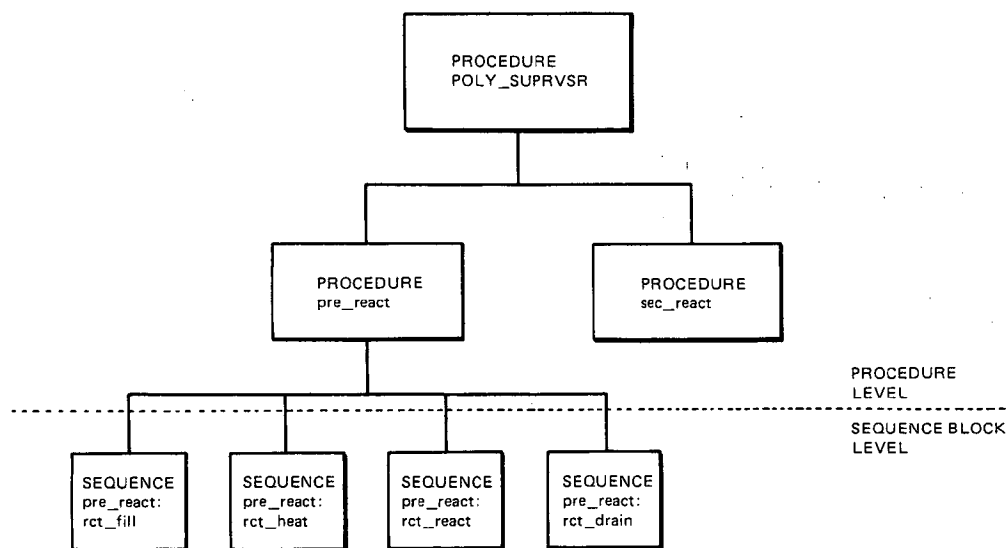 PROCEDURE
POLY_SUPRVSR
PROCEDURE
pre_react
PROCEDURE
sec_react
PROCEDURE
LEVEL
SEQUENCE BLOCK
LEVEL
SEQUENCE
pre_react:
rct_fill
SEQUENCE
pre_react:
rct_heat
SEQUENCE
pre_react:
rct_react
SEQUENCE
pre_react:
rct_drain